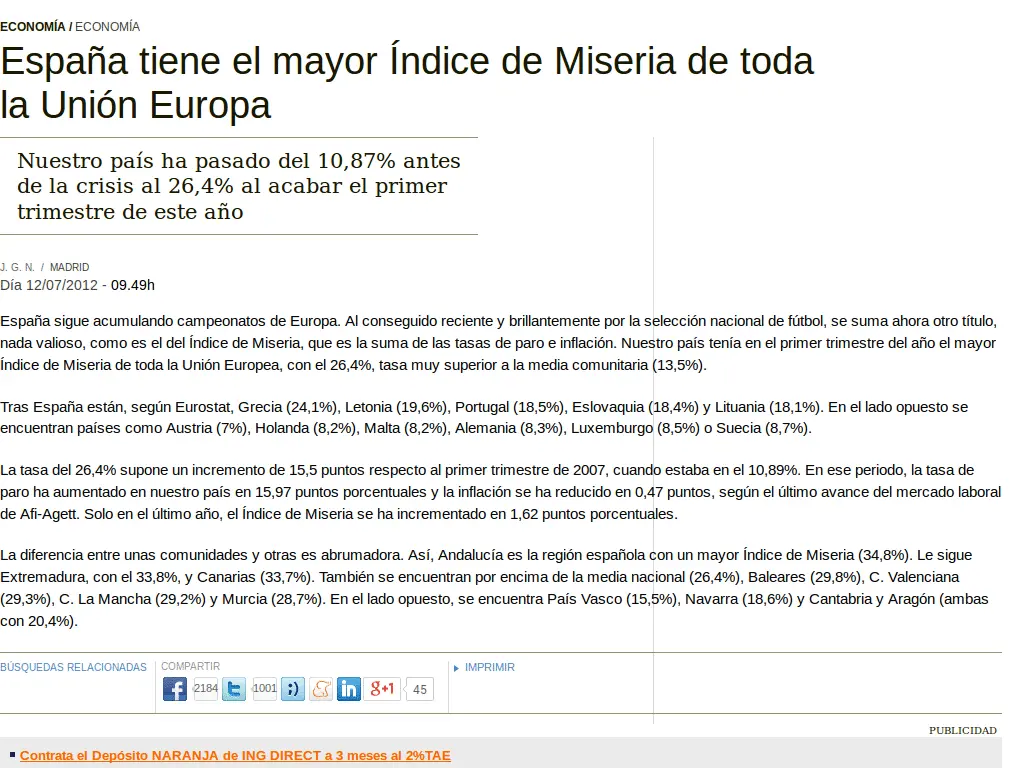 ECONOMÍA / ECONOMÍA
España tiene el mayor Índice de Miseria de toda
la Unión Europa
Nuestro país ha pasado del 10,87% antes
de la crisis al 26,4% al acabar el primer
trimestre de este año
J. G. N. / MADRID
Día 12/07/2012 - 09.49h
España sigue acumulando campeonatos de Europa. Al conseguido reciente y brillantemente por la selección nacional de fútbol, se suma ahora otro título,
nada valioso, como es el del Índice de Miseria, que es la suma de las tasas de paro e inflación. Nuestro país tenía en el primer trimestre del año el mayor
Índice de Miseria de toda la Unión Europea, con el 26,4%, tasa muy superior a la media comunitaria (13,5%).
Tras España están, según Eurostat, Grecia (24,1%), Letonia (19,6%), Portugal (18,5%), Eslovaquia (18,4%) y Lituania (18,1%). En el lado opuesto se
encuentran países como Austria (7%), Holanda (8,2%), Malta (8,2%), Alemania (8,3%), Luxemburgo (8,5%) o Suecia (8,7%).
La tasa del 26,4% supone un incremento de 15,5 puntos respecto al primer trimestre de 2007, cuando estaba en el 10,89%. En ese periodo, la tasa de
paro ha aumentado en nuestro país en 15,97 puntos porcentuales y la inflación se ha reducido en 0,47 puntos, según el último avance del mercado laboral
de Afi-Agett. Solo en el último año, el Índice de Miseria se ha incrementado en 1,62 puntos porcentuales.
La diferencia entre unas comunidades y otras es abrumadora. Así, Andalucía es la región española con un mayor Índice de Miseria (34,8%). Le sigue
Extremadura, con el 33,8%, y Canarias (33,7%). También se encuentran por encima de la media nacional (26,4%), Baleares (29,8%), C. Valenciana
(29,3%), C. La Mancha (29,2%) y Murcia (28,7%). En el lado opuesto, se encuentra País Vasco (15,5%), Navarra (18,6%) y Cantabria y Aragón (ambas
con 20,4%).
BÚSQUEDAS RELACIONADAS COMPARTIR IMPRIMIR
f 2184 t 1001 ;) in g+1 45
PUBLICIDAD
Contrata el Depósito NARANJA de ING DIRECT a 3 meses al 2%TAE